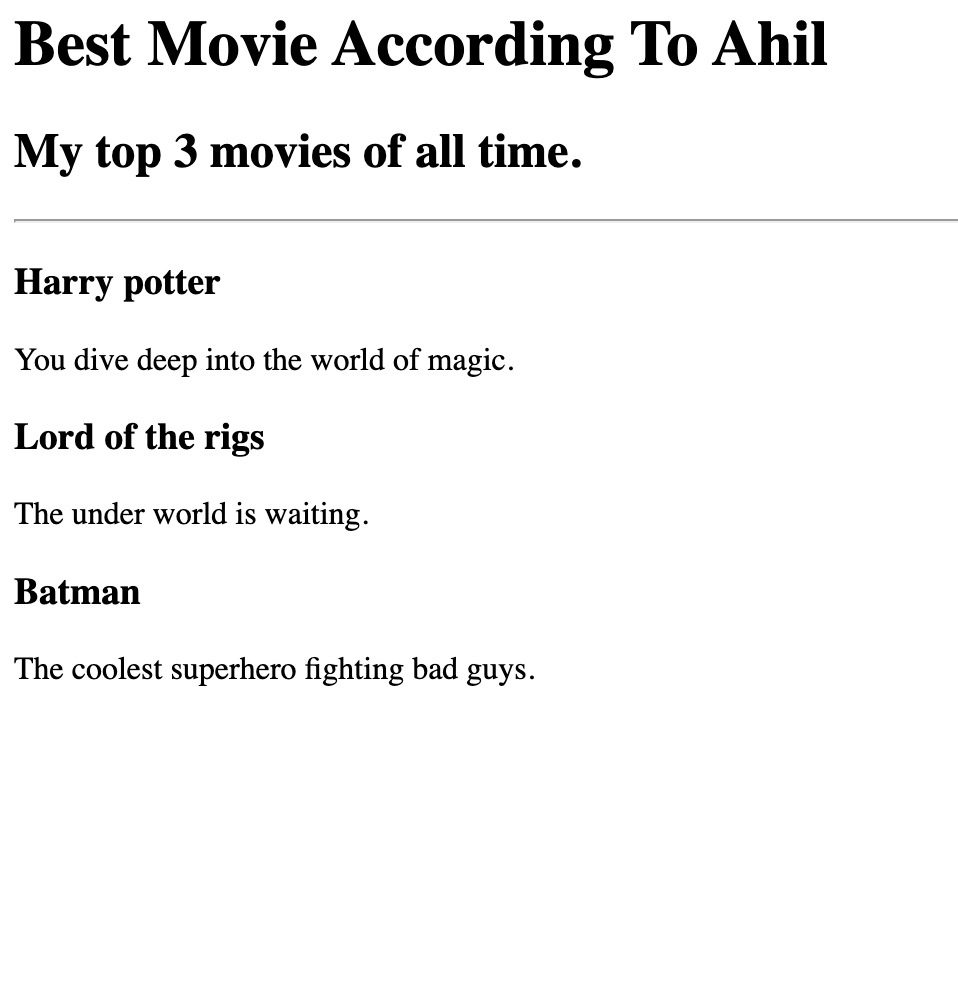 Best Movie According To Ahil
My top 3 movies of all time.
Harry potter
You dive deep into the world of magic.
Lord of the rigs
The under world is waiting.
Batman
The coolest superhero fighting bad guys.